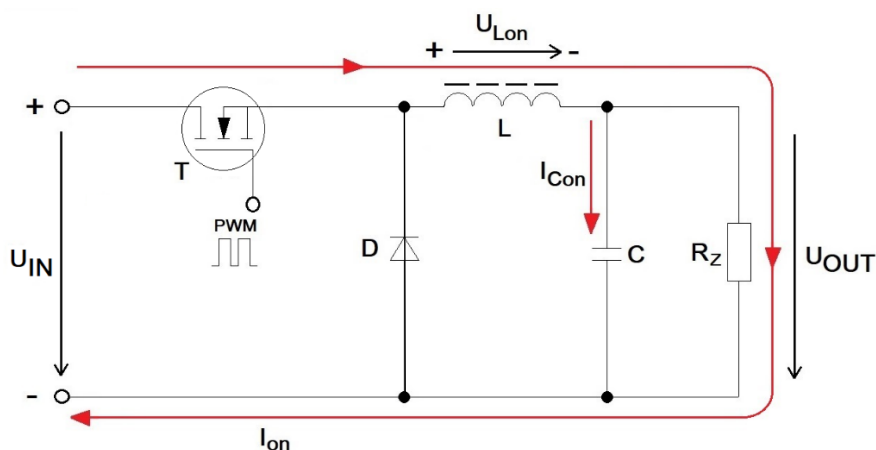 U_Lon
+ -
+
L
T
I_Con
PWM
D
C
R_Z
U_IN
U_OUT
-
I_on